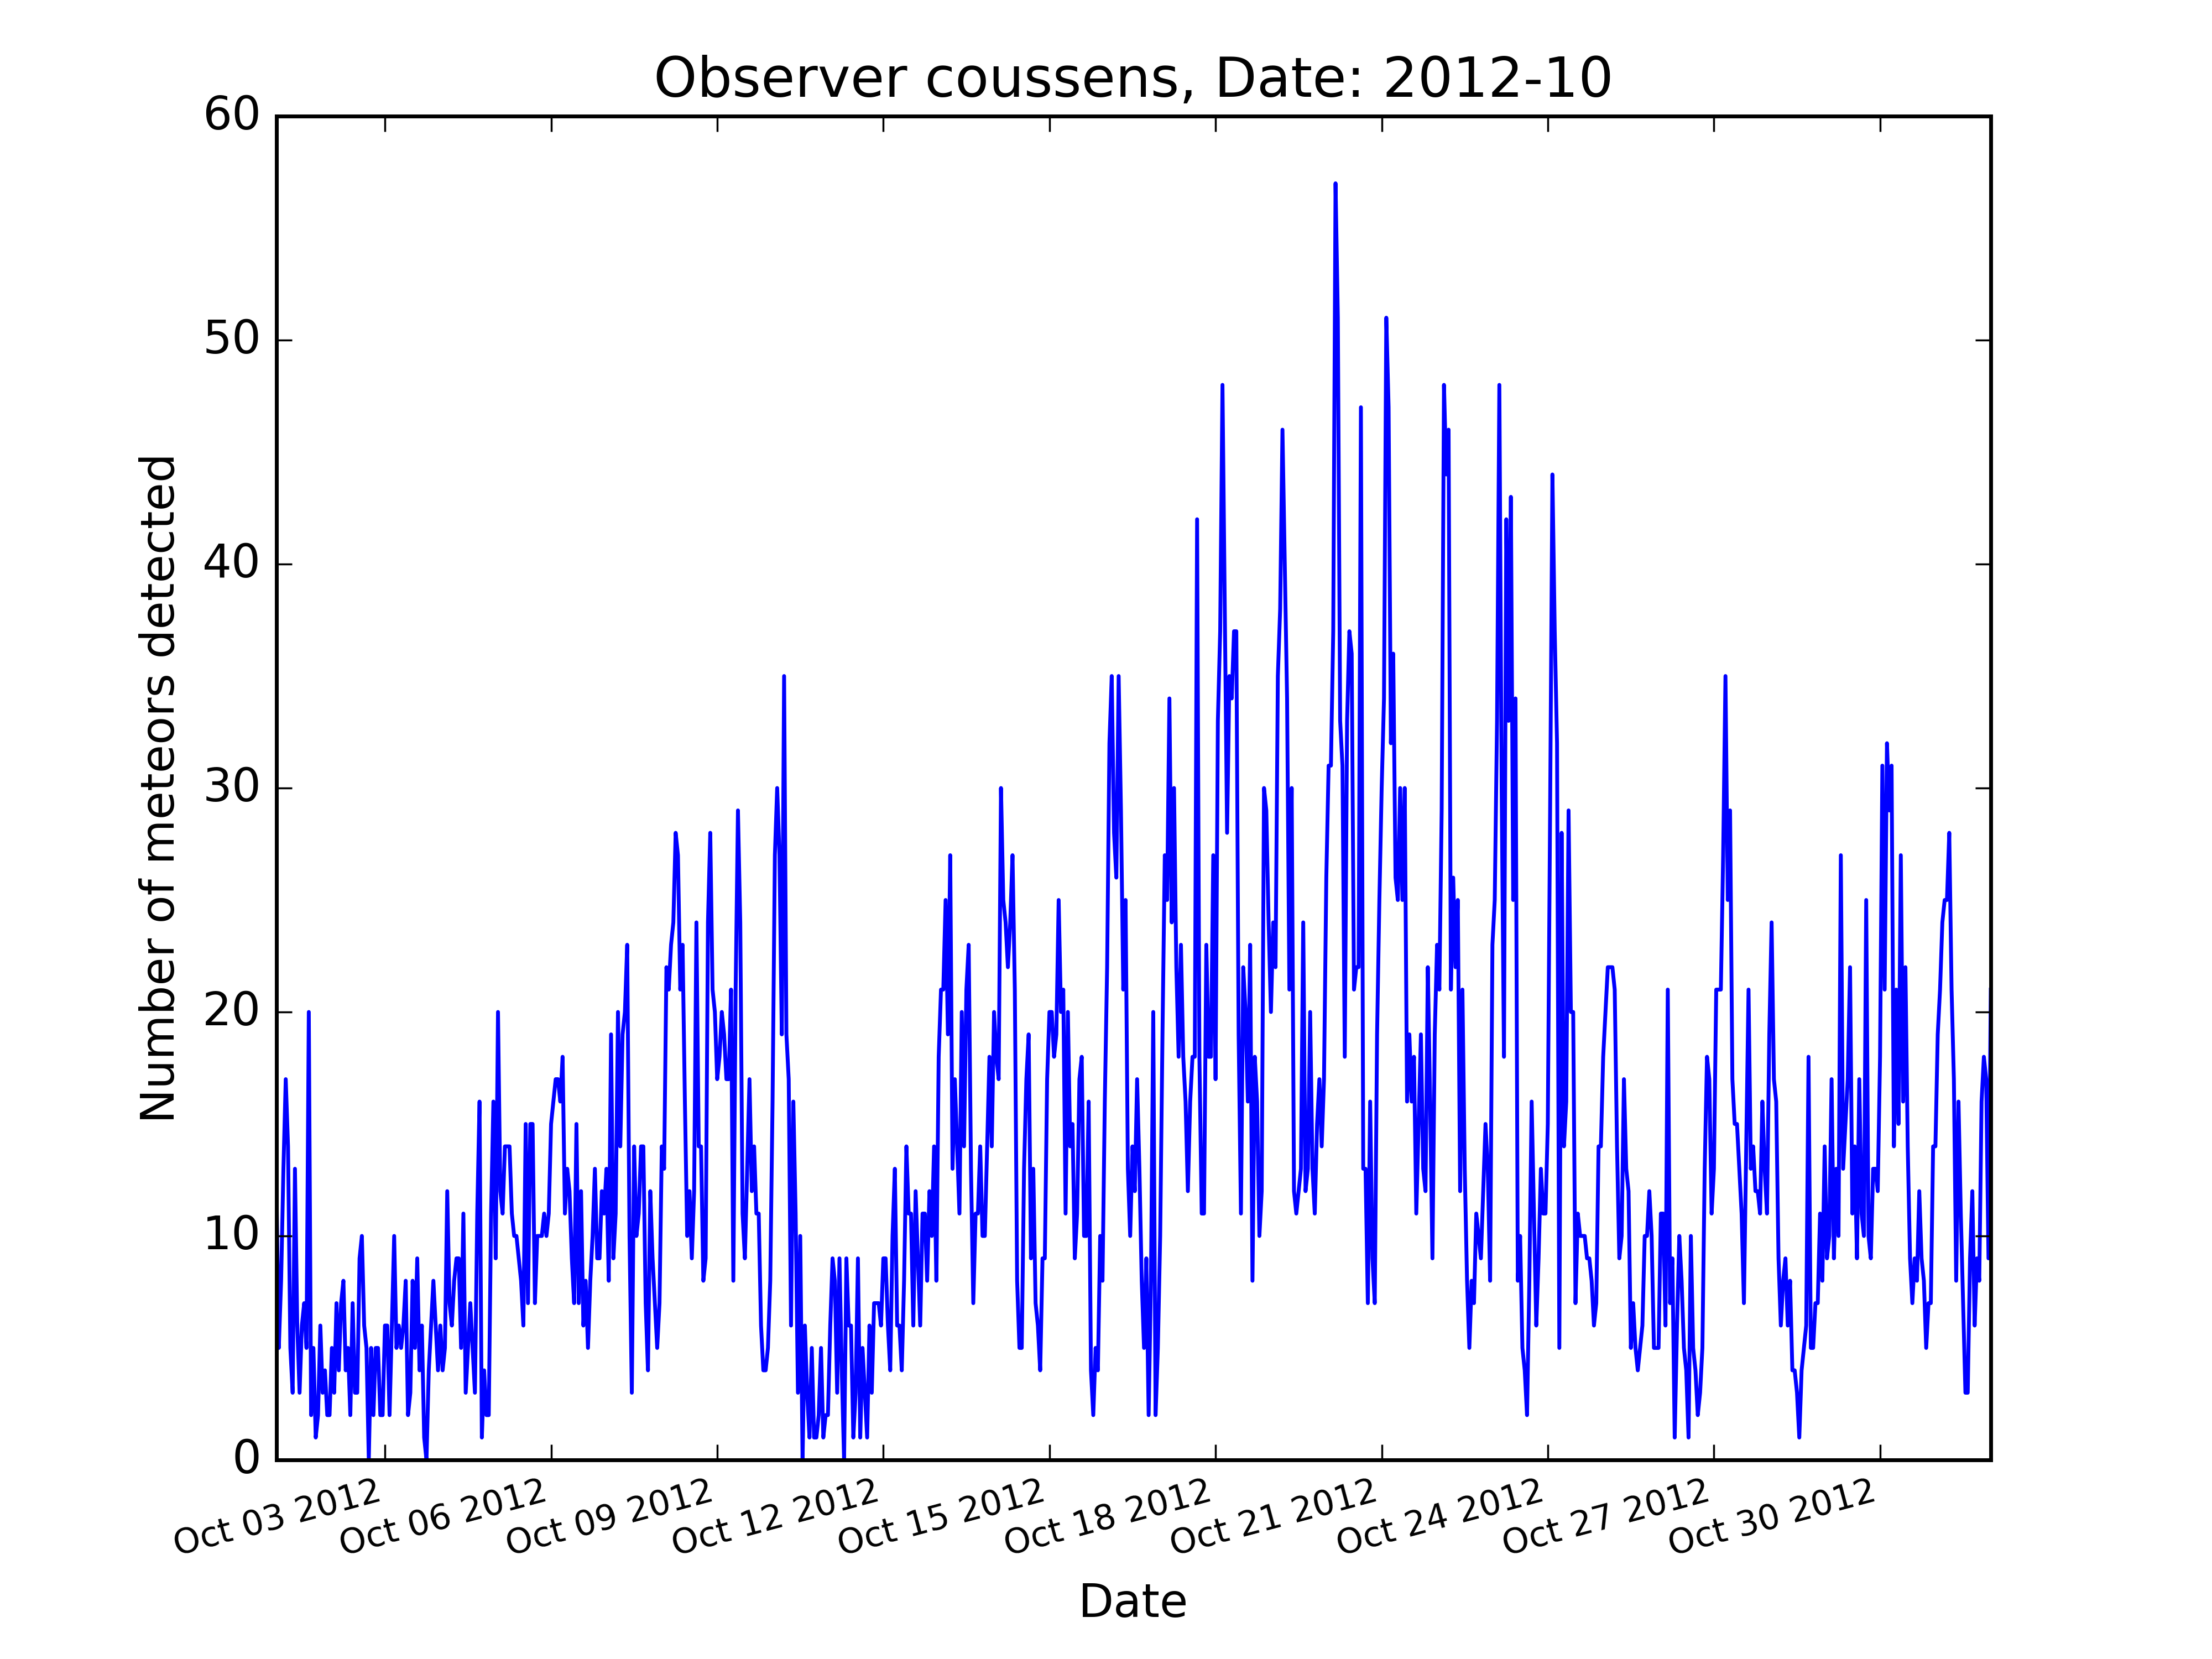 Observer coussens, Date: 2012-10
60
50
40
30
20
10
0
Number of meteors detected
Oct 03 2012
Oct 06 2012
Oct 09 2012
Oct 12 2012
Oct 15 2012
Oct 18 2012
Oct 21 2012
Oct 24 2012
Oct 27 2012
Oct 30 2012
Date